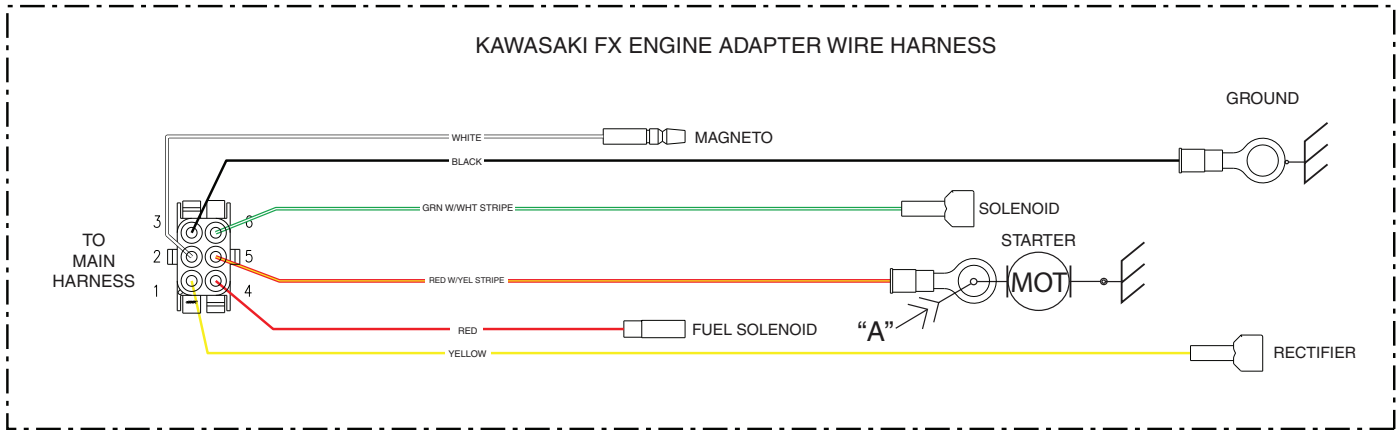 KAWASAKI FX ENGINE ADAPTER WIRE HARNESS
GROUND
WHITE
MAGNETO
BLACK
GRN W/WHT STRIPE
SOLENOID
3
6
TO
MAIN
HARNESS
2
5
1
4
STARTER
RED W/YEL STRIPE
MOT
"A"
RED
FUEL SOLENOID
YELLOW
RECTIFIER